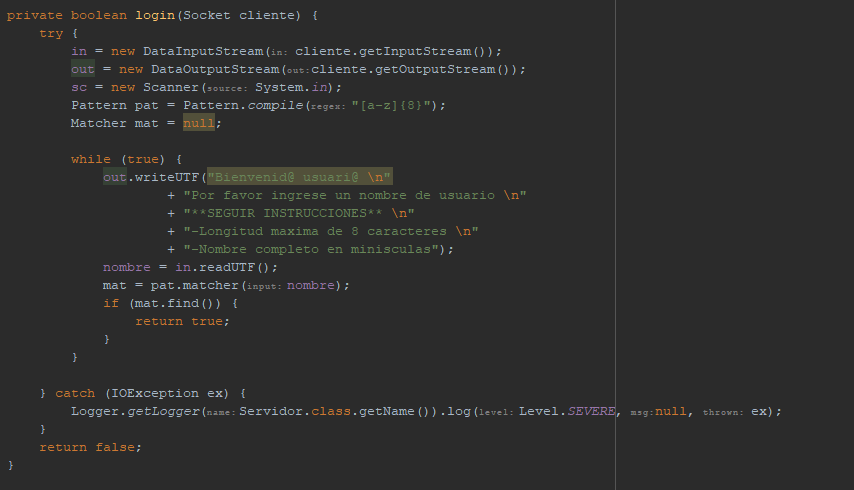 private boolean login(Socket cliente) {
try {
in = new DataInputStream(in: cliente.getInputStream());
out = new DataOutputStream(out:cliente.getOutputStream());
sc = new Scanner(source: System.in);
Pattern pat = Pattern.compile(regex: "[a-z]{8}");
Matcher mat = null;
while (true) {
out.writeUTF("Bienvenid@ usuari@ \n"
+ "Por favor ingrese un nombre de usuario \n"
+ "**SEGUIR INSTRUCCIONES** \n"
+ "-Longitud maxima de 8 caracteres \n"
+ "-Nombre completo en minisculas");
nombre = in.readUTF();
mat = pat.matcher(input: nombre);
if (mat.find()) {
return true;
}
}
} catch (IOException ex) {
Logger.getLogger(name: Servidor.class.getName()).log(level: Level.SEVERE, msg:null, thrown: ex);
}
return false;
}